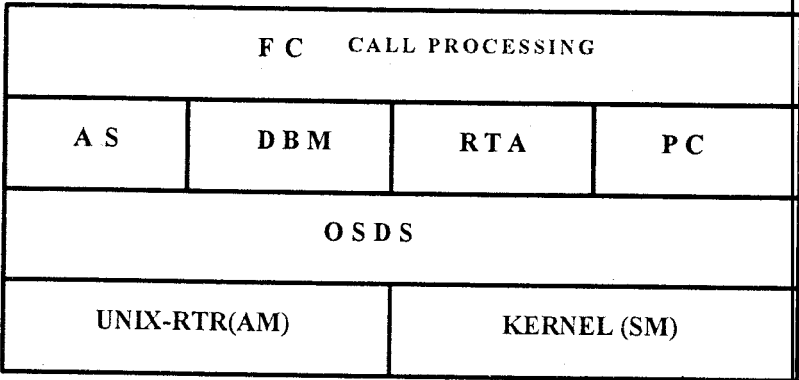 F C CALL PROCESSING
A S D B M R T A P C
O S D S
UNIX-RTR(AM) KERNEL (SM)